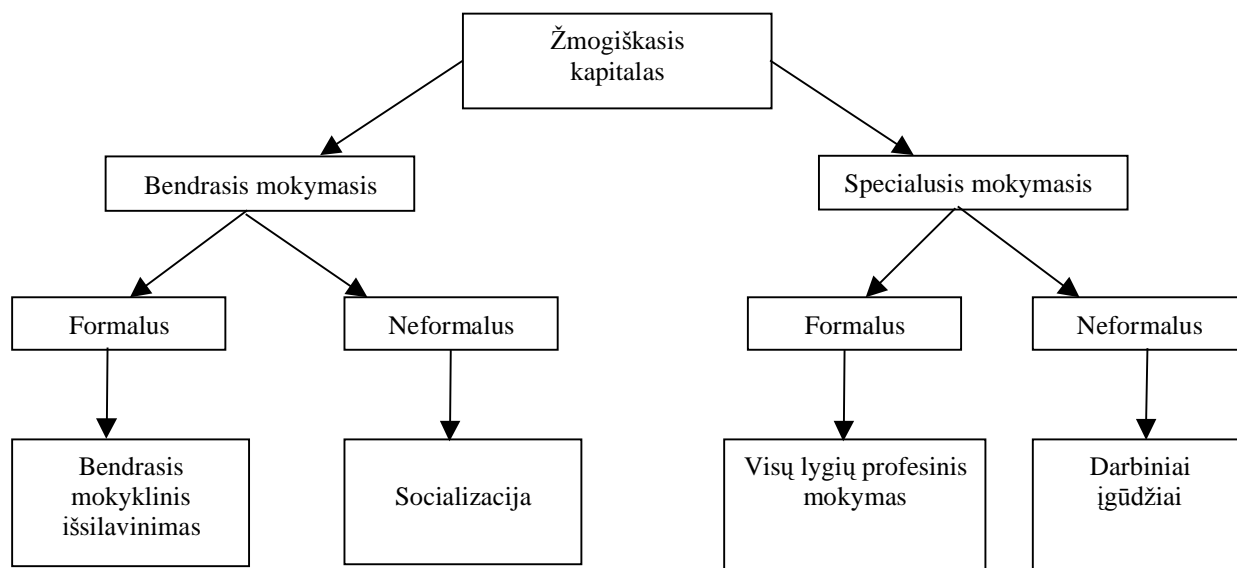 Žmogiškasis
kapitalas
Bendrasis mokymasis
Specialusis mokymasis
Formalus
Neformalus
Formalus
Neformalus
Bendrasis
mokyklinis
išsilavinimas
Socializacija
Visų lygių profesinis
mokymas
Darbiniai
įgūdžiai